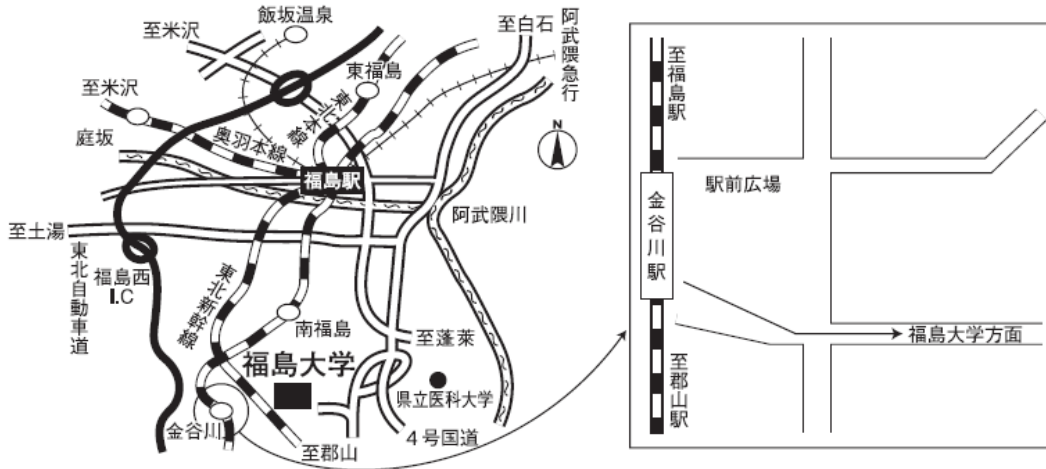 飯坂温泉
至米沢
至白石
阿武隈急行
東福島
至米沢
東北本線
庭坂
奥羽本線
N
福島駅
阿武隈川
至土湯
東北自動車道
福島西
I.C
東北新幹線
南福島
至蓬莱
福島大学
県立医科大学
金谷川
至郡山
4号国道
至福島駅
駅前広場
金谷川駅
福島大学方面
至郡山駅